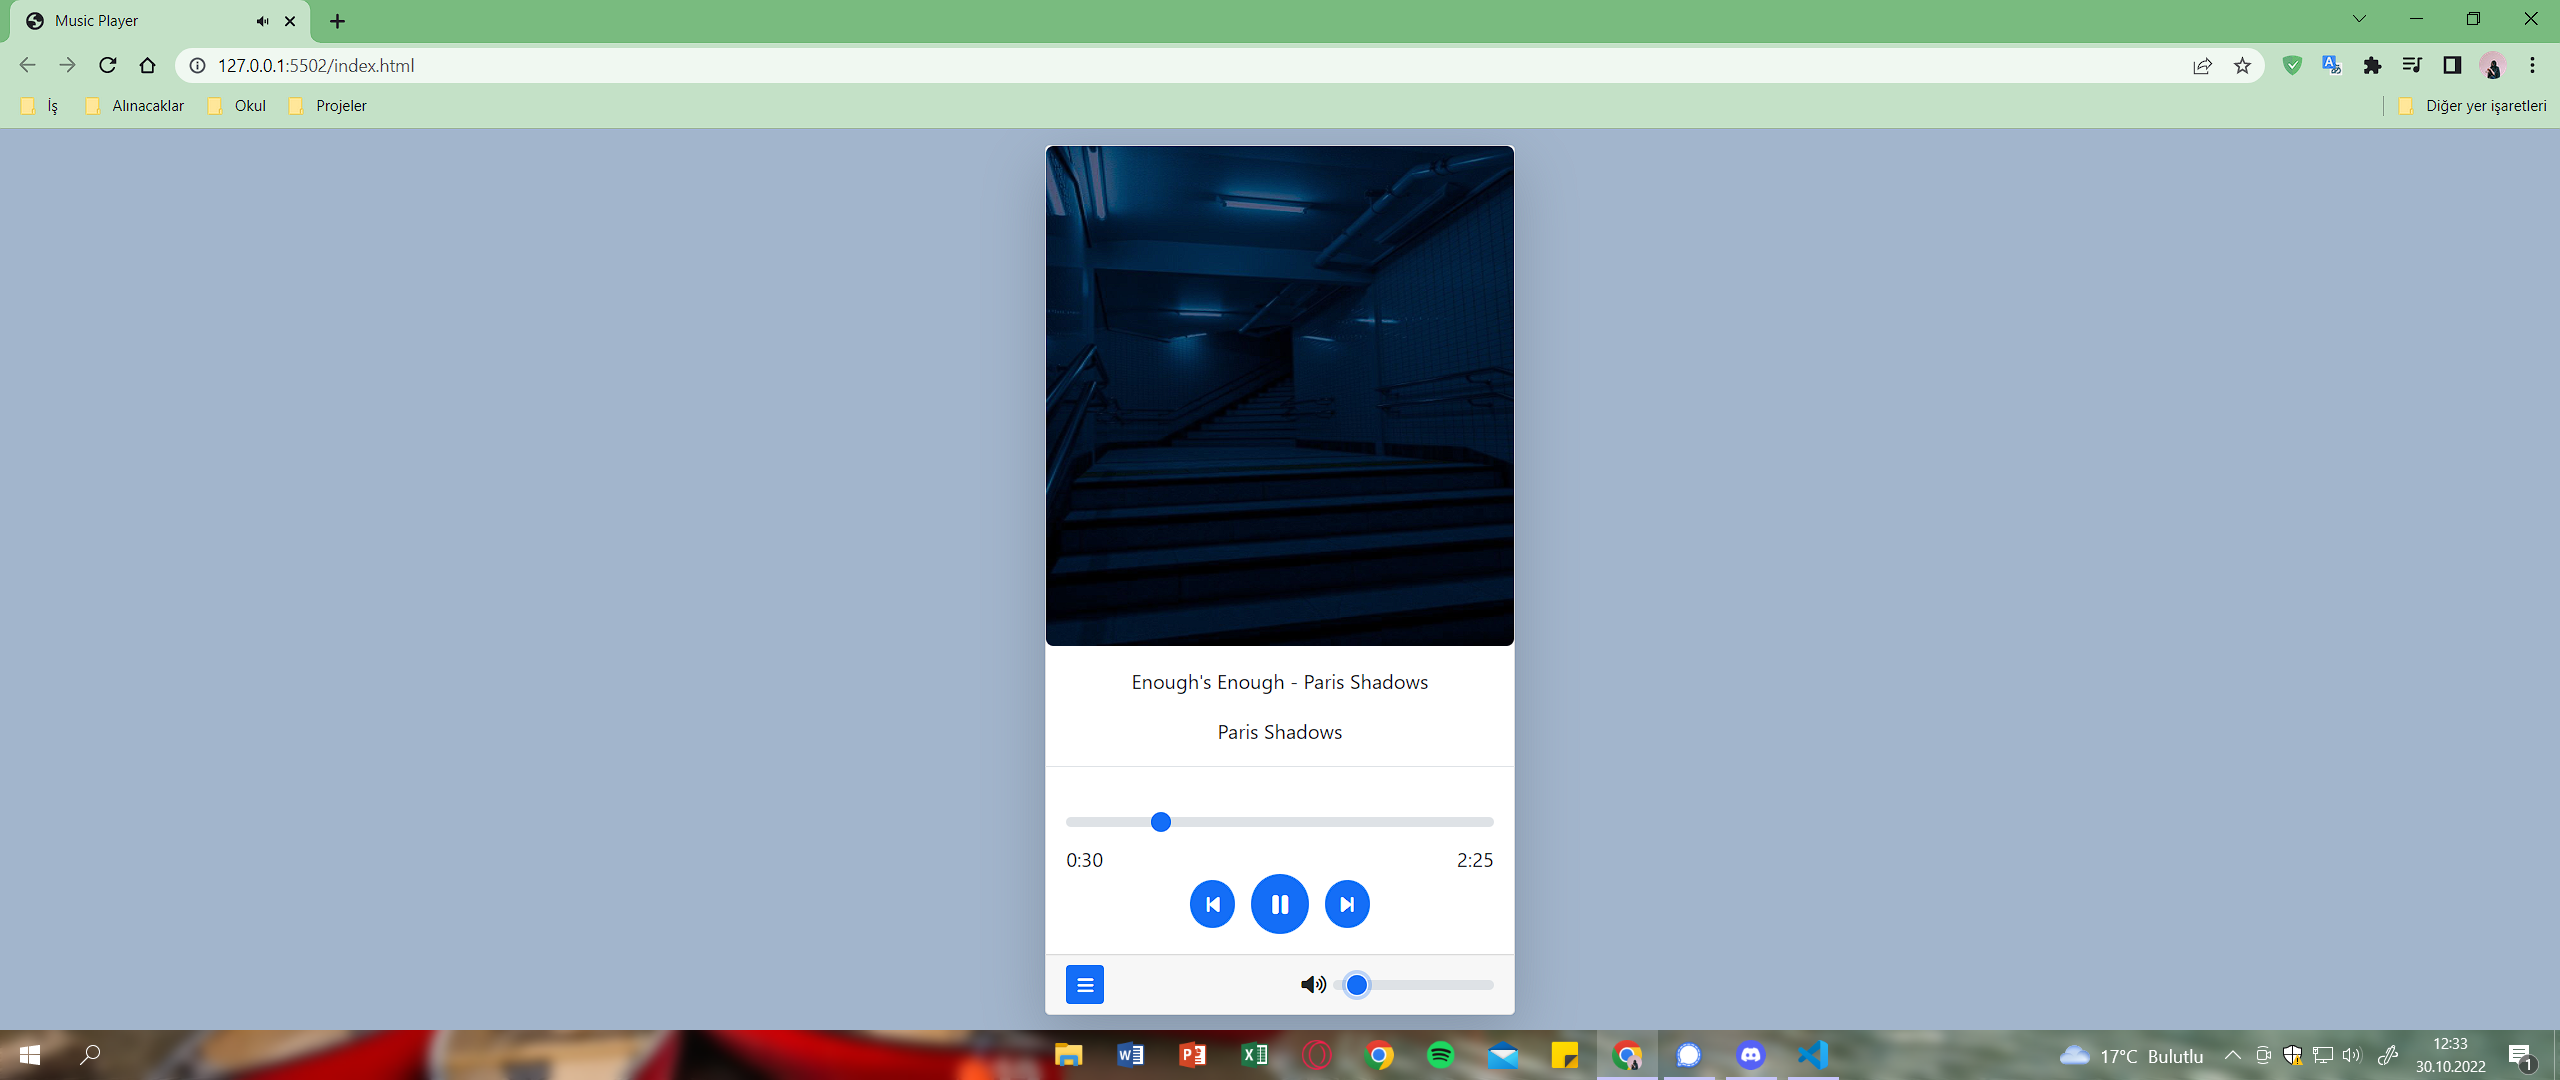 Music Player
127.0.0.1:5502/index.html
İş
Alınacaklar
Okul
Projeler
Diğer yer işaretleri
Enough's Enough - Paris Shadows
Paris Shadows
0:30
2:25
17°C Bulutlu
12:33
30.10.2022
1